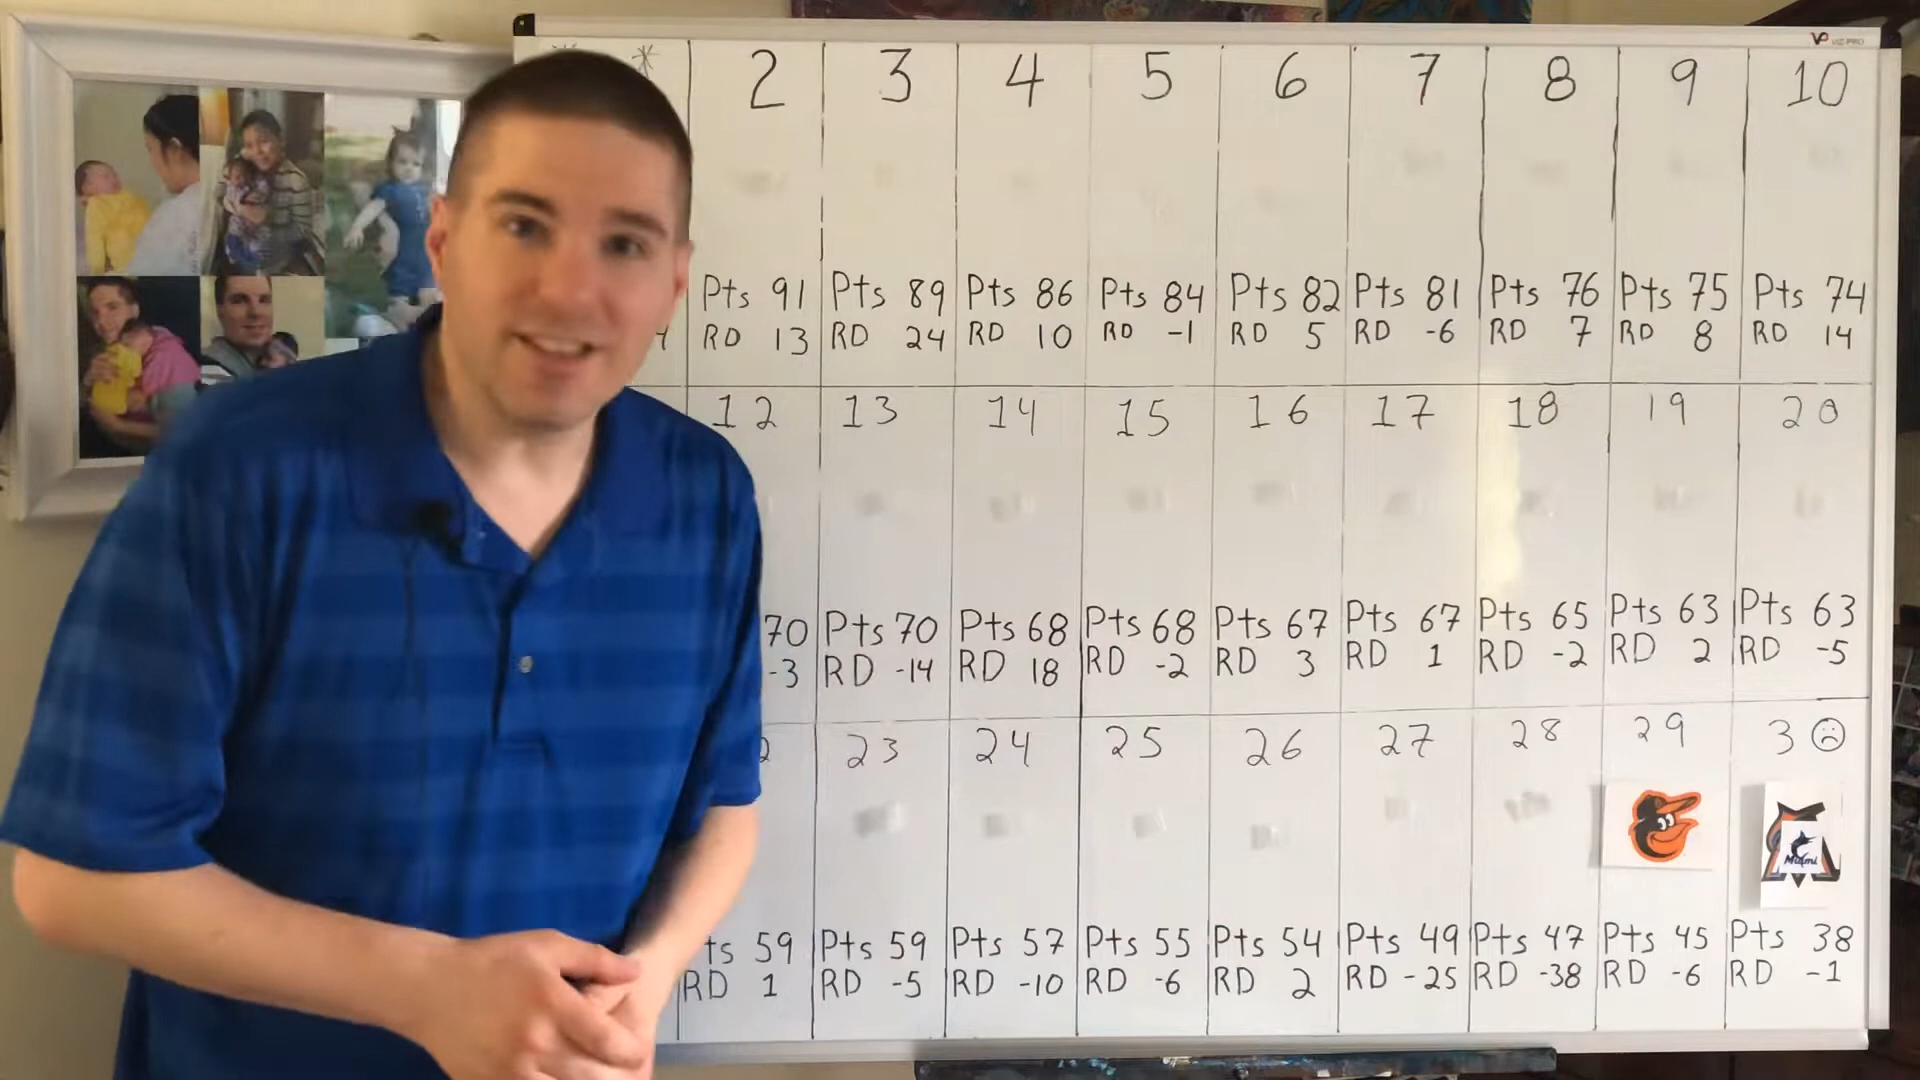 VP VIZ-PRO
* 2 3 4 5 6 7 8 9 10
Pts 91 Pts 89 Pts 86 Pts 84 Pts 82 Pts 81 Pts 76 Pts 75 Pts 74
RD 13 RD 24 RD 10 RD -1 RD 5 RD -6 RD 7 RD 8 RD 14
12 13 14 15 16 17 18 19 20
70 Pts 70 Pts 68 Pts 68 Pts 67 Pts 67 Pts 65 Pts 63 Pts 63
-3 RD -14 RD 18 RD -2 RD 3 RD 1 RD -2 RD 2 RD -5
2 23 24 25 26 27 28 29 3
Miami
ts 59 Pts 59 Pts 57 Pts 55 Pts 54 Pts 49 Pts 47 Pts 45 Pts 38
RD 1 RD -5 RD -10 RD -6 RD 2 RD -25 RD -38 RD -6 RD -1